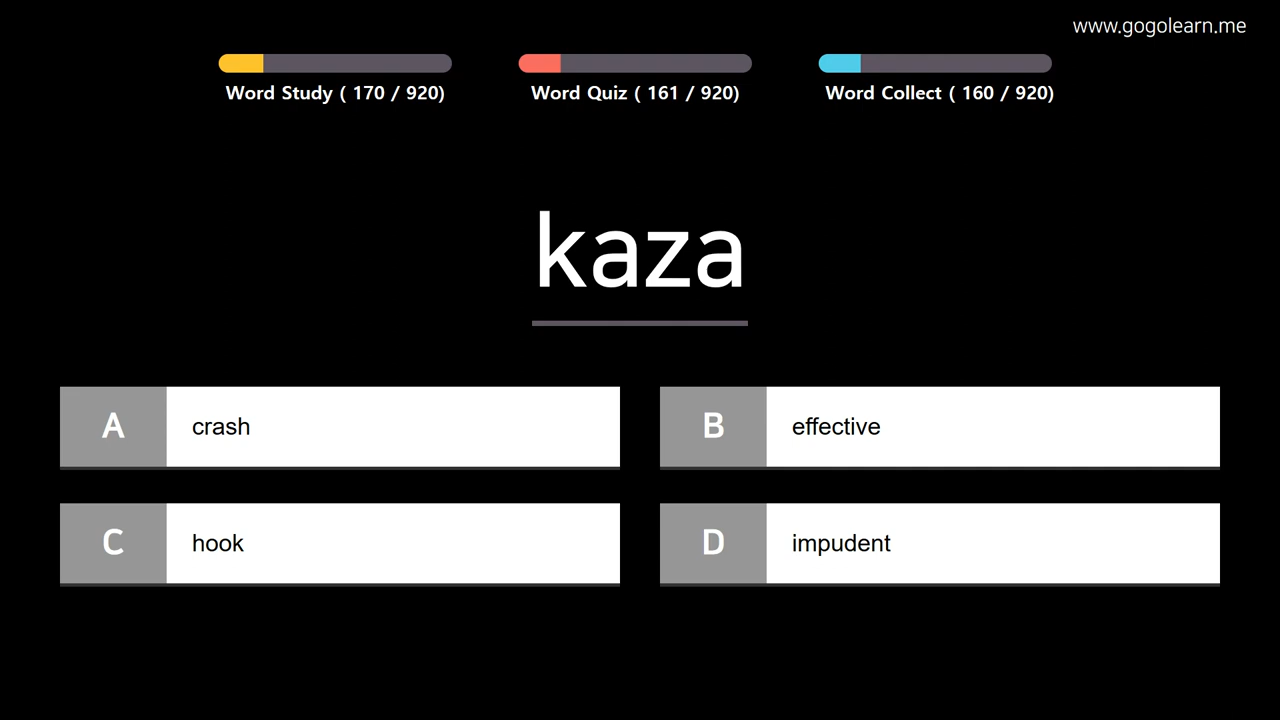 www.gogolearn.me
Word Study ( 170 / 920)
Word Quiz ( 161 / 920)
Word Collect ( 160 / 920)
kaza
A crash
B effective
C hook
D impudent